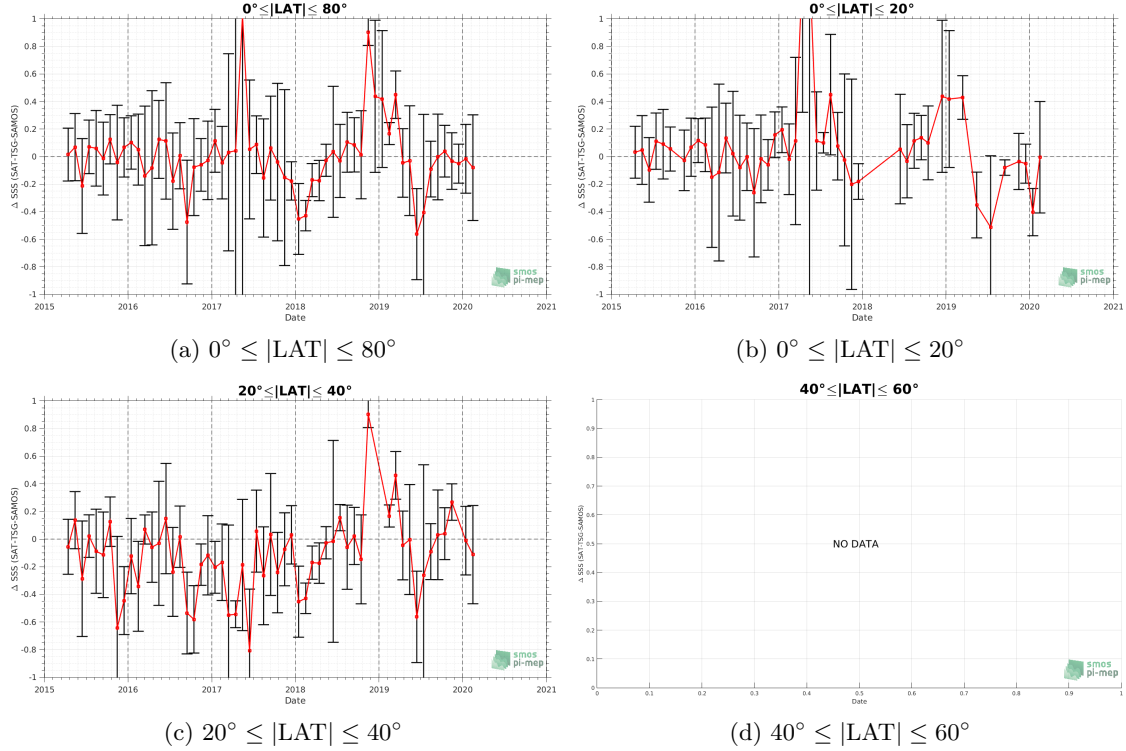 0°≤|LAT|≤ 80°
Δ SSS (SAT-TSG-SAMOS)
1
0.8
0.6
0.4
0.2
0
-0.2
-0.4
-0.6
-0.8
-1
2015 2016 2017 2018 2019 2020 2021
Date
smos
pi-mep
(a) 0° ≤ |LAT| ≤ 80°
0°≤|LAT|≤ 20°
Δ SSS (SAT-TSG-SAMOS)
1
0.8
0.6
0.4
0.2
0
-0.2
-0.4
-0.6
-0.8
-1
2015 2016 2017 2018 2019 2020 2021
Date
smos
pi-mep
(b) 0° ≤ |LAT| ≤ 20°
20°≤|LAT|≤ 40°
Δ SSS (SAT-TSG-SAMOS)
1
0.8
0.6
0.4
0.2
0
-0.2
-0.4
-0.6
-0.8
-1
2015 2016 2017 2018 2019 2020 2021
Date
smos
pi-mep
(c) 20° ≤ |LAT| ≤ 40°
40°≤|LAT|≤ 60°
Δ SSS (SAT-TSG-SAMOS)
1
0.9
0.8
0.7
0.6
0.5
0.4
0.3
0.2
0.1
0
NO DATA
0 0.1 0.2 0.3 0.4 0.5 0.6 0.7 0.8 0.9 1
Date
smos
pi-mep
(d) 40° ≤ |LAT| ≤ 60°